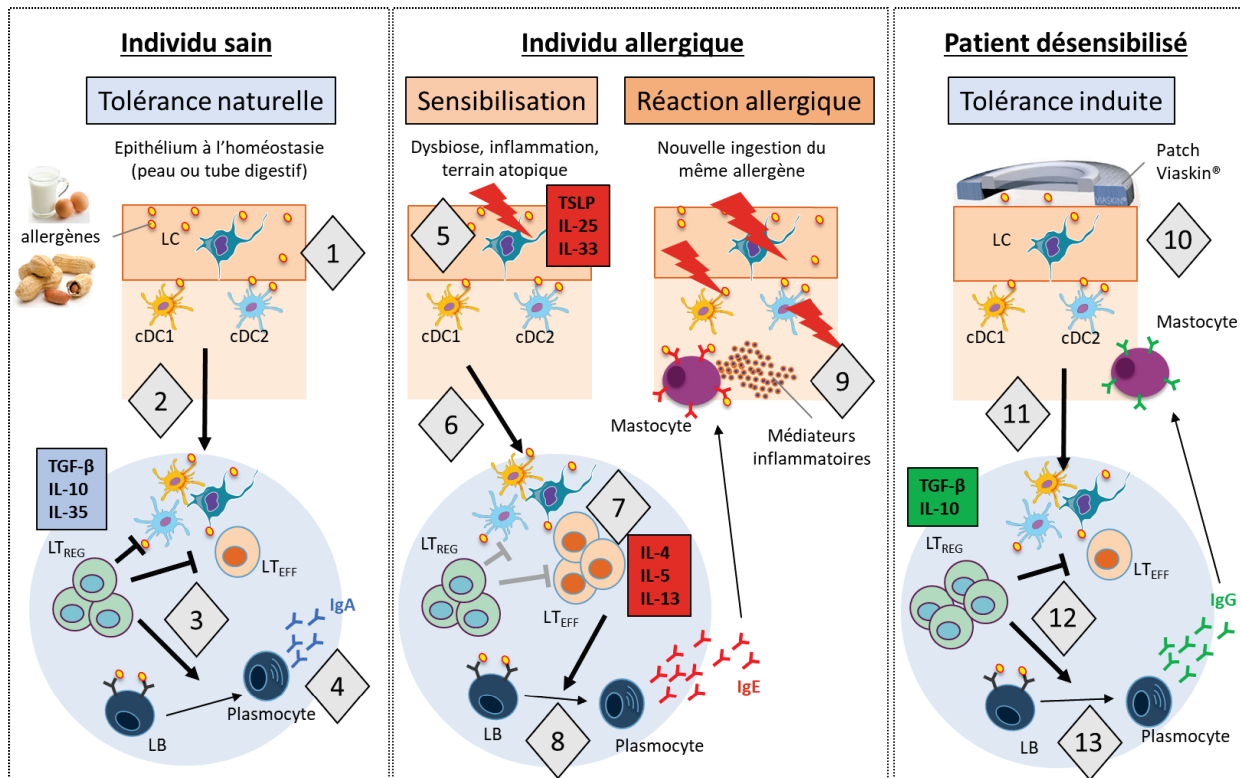 Individu sain
Tolérance naturelle
Epithélium à l'homéostasie
(peau ou tube digestif)
allergènes
LC
1
cDC1
cDC2
2
TGF-β
IL-10
IL-35
LTREG
LTEFF
3
IgA
4
Plasmocyte
LB
Individu allergique
Sensibilisation
Dysbiose, inflammation,
terrain atopique
5
TSLP
IL-25
IL-33
cDC1
cDC2
6
7
LTREG
LTEFF
IL-4
IL-5
IL-13
IgE
LB
8
Plasmocyte
Réaction allergique
Nouvelle ingestion du
même allergène
9
Mastocyte
Médiateurs
inflammatoires
Patient désensibilisé
Tolérance induite
Patch
Viaskin®
VIASKIN®
LC
10
cDC1
cDC2
Mastocyte
11
TGF-β
IL-10
LTREG
LTEFF
12
IgG
LB
13
Plasmocyte